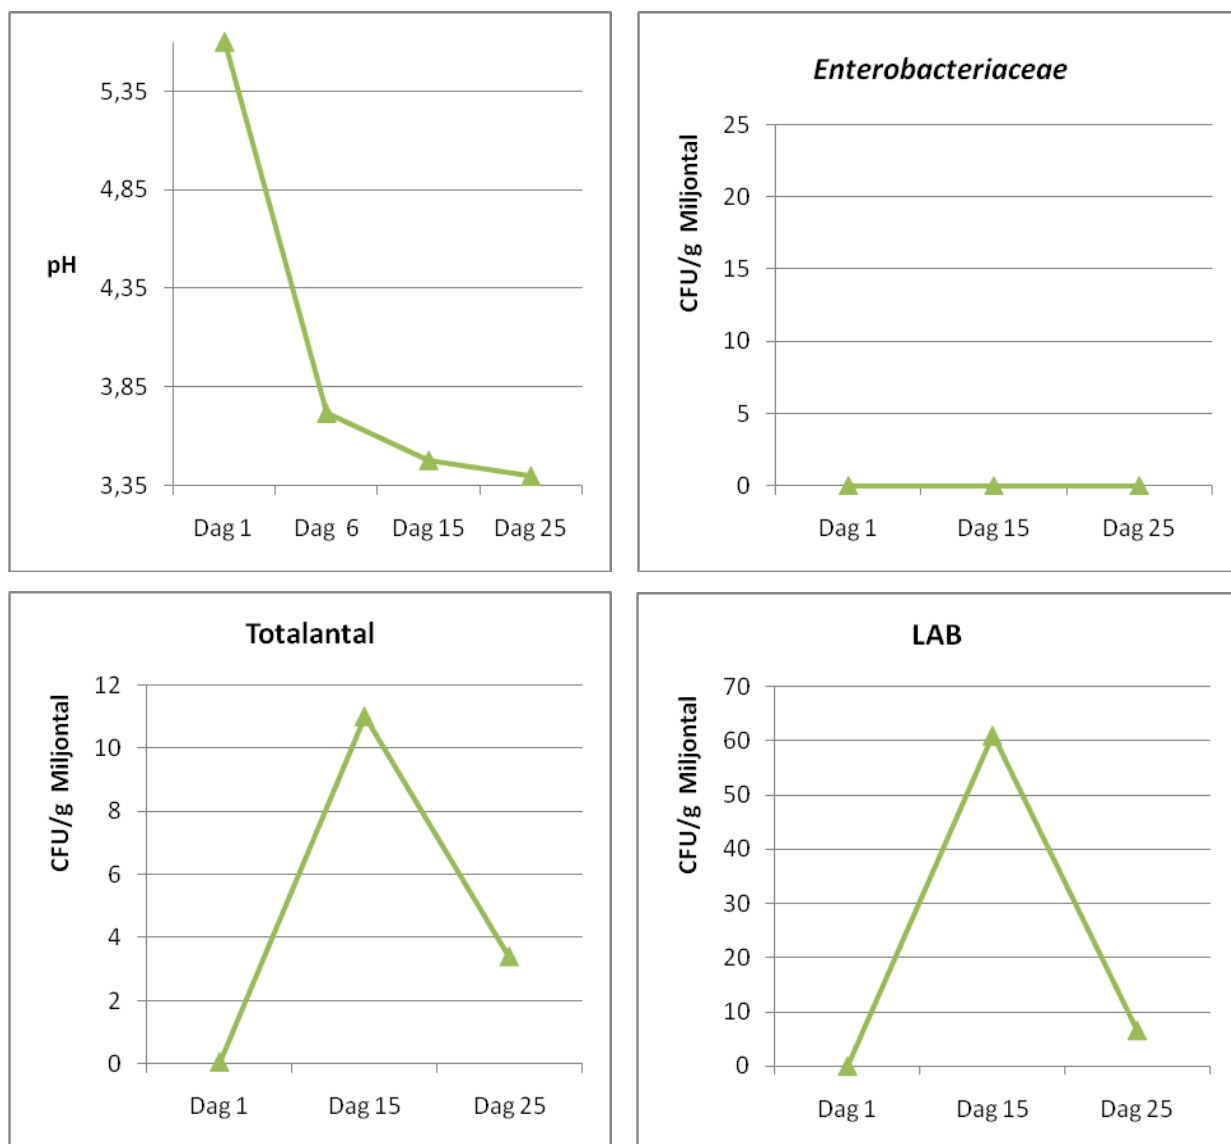 pH
5,35
4,85
4,35
3,85
3,35
Dag 1 Dag 6 Dag 15 Dag 25
Enterobacteriaceae
CFU/g Miljontal
25
20
15
10
5
0
Dag 1 Dag 15 Dag 25
Totalantal
CFU/g Miljontal
12
10
8
6
4
2
0
Dag 1 Dag 15 Dag 25
LAB
CFU/g Miljontal
70
60
50
40
30
20
10
0
Dag 1 Dag 15 Dag 25